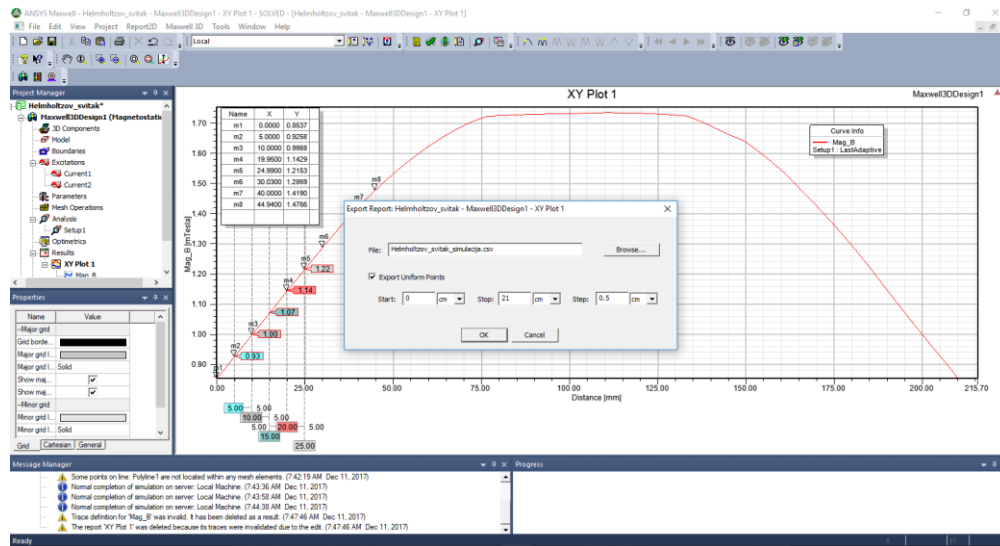 ANSYS Maxwell - Helmholtzov_svitak - Maxwell3DDesign1 - XY Plot 1 - SOLVED - [Helmholtzov_svitak - Maxwell3DDesign1 - XY Plot 1]
File Edit View Project Report2D Maxwell 3D Tools Window Help
Local
Project Manager
Helmholtzov_svitak*
Maxwell3DDesign1 (Magnetostatic
3D Components
Model
Boundaries
Excitations
Current1
Current2
Parameters
Mesh Operations
Analysis
Setup1
Optimetrics
Results
XY Plot 1
Mag_B
Properties
Name Value
-Major grid
Grid borde...
Major grid l...
Major grid l... Solid
Show maj...
Show maj...
-Minor grid
Minor grid l...
Minor grid l... Solid
Grid Cartesian General
XY Plot 1
Maxwell3DDesign1
Name X Y
m1 0.0000 0.8537
m2 5.0000 0.9258
m3 10.0000 0.9988
m4 19.9500 1.1429
m5 24.9900 1.2153
m6 30.0300 1.2869
m7 40.0000 1.4190
m8 44.9400 1.4766
Curve Info
Mag_B
Setup1 : LastAdaptive
Mag_B [mTesla]
1.70
1.60
1.50
1.40
1.30
1.20
1.10
1.00
0.90
m8
m7
m6
m5
m4
m3
m2
m1
1.22
1.14
1.07
1.00
0.93
0.00 25.00 50.00 75.00 100.00 125.00 150.00 175.00 200.00 215.70
Distance [mm]
5.00 5.00
10.00 5.00
5.00 20.00 5.00
15.00
25.00
Export Report: Helmholtzov_svitak - Maxwell3DDesign1 - XY Plot 1
File: Helmholtzov_svitak_simulacija.csv Browse...
Export Uniform Points
Start: 0 cm Stop: 21 cm Step: 0.5 cm
OK Cancel
Message Manager
Some points on line: Polyline1 are not located within any mesh elements. (7:42:19 AM Dec 11, 2017)
Normal completion of simulation on server: Local Machine. (7:43:36 AM Dec 11, 2017)
Normal completion of simulation on server: Local Machine. (7:43:58 AM Dec 11, 2017)
Normal completion of simulation on server: Local Machine. (7:44:38 AM Dec 11, 2017)
Trace definition for 'Mag_B' was invalid. It has been deleted as a result. (7:47:46 AM Dec 11, 2017)
The report 'XY Plot 1' was deleted because its traces were invalidated due to the edit. (7:47:46 AM Dec 11, 2017)
Progress
Ready